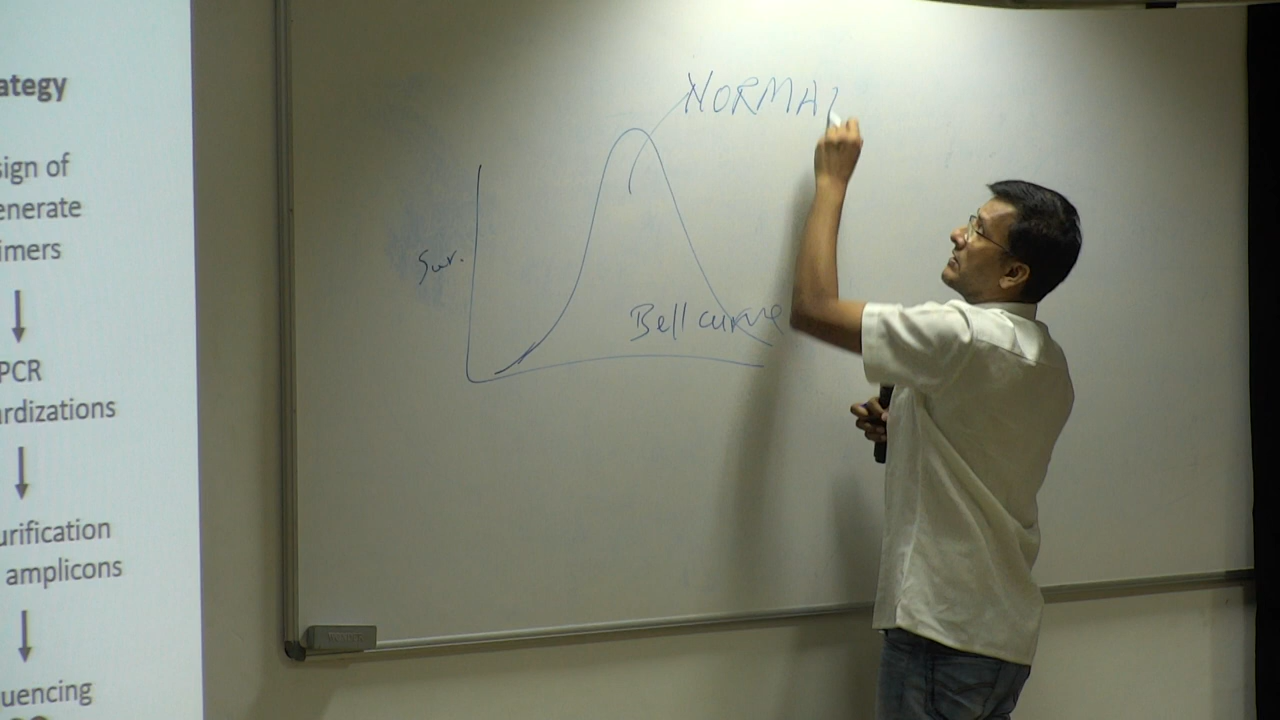 ategy
sign of
enerate
imers
PCR
ardizations
urification
amplicons
uencing
NORMAL
Sur.
Bell curve